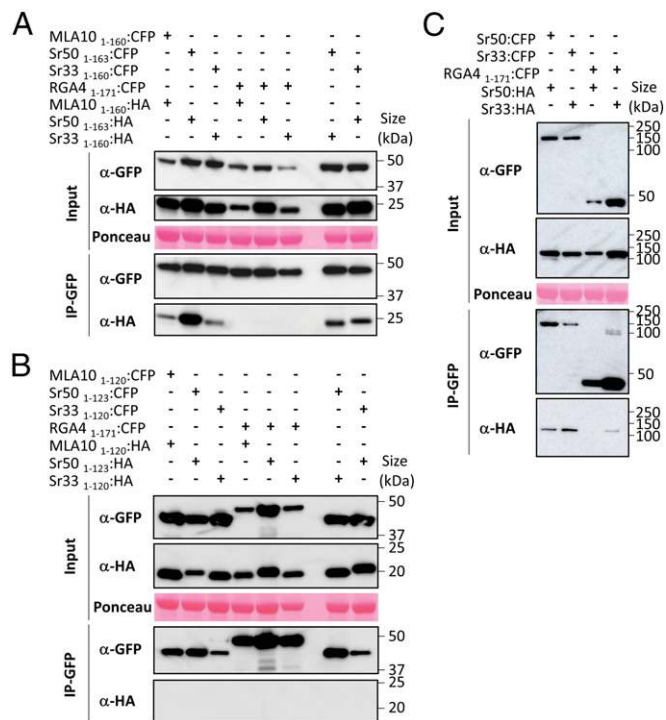 A
MLA10 1-160:CFP + - - - - - - -
Sr50 1-163:CFP - + - - - - + -
Sr33 1-160:CFP - - + - - - - +
RGA4 1-171:CFP - - - + + + - -
MLA10 1-160:HA + - - + - - - -
Sr50 1-163:HA - + - - + - - + Size
Sr33 1-160:HA - - + - - + + - (kDa)
Input
α-GFP
50
37
α-HA
25
Ponceau
IP-GFP
α-GFP
50
37
α-HA
25
B
MLA10 1-120:CFP + - - - - - - -
Sr50 1-123:CFP - + - - - - + -
Sr33 1-120:CFP - - + - - - - +
RGA4 1-171:CFP - - - + + + - -
MLA10 1-120:HA + - - + - - - -
Sr50 1-123:HA - + - - + - - + Size
Sr33 1-120:HA - - + - - + + - (kDa)
Input
α-GFP
50
37
α-HA
25
20
Ponceau
IP-GFP
α-GFP
50
37
α-HA
25
20
C
Sr50:CFP + - - -
Sr33:CFP - + - -
RGA4 1-171:CFP - - + +
Sr50:HA + - + - Size
Sr33:HA - + - + (kDa)
Input
α-GFP
250
150
100
50
α-HA
250
150
100
Ponceau
IP-GFP
α-GFP
250
150
100
50
α-HA
250
150
100